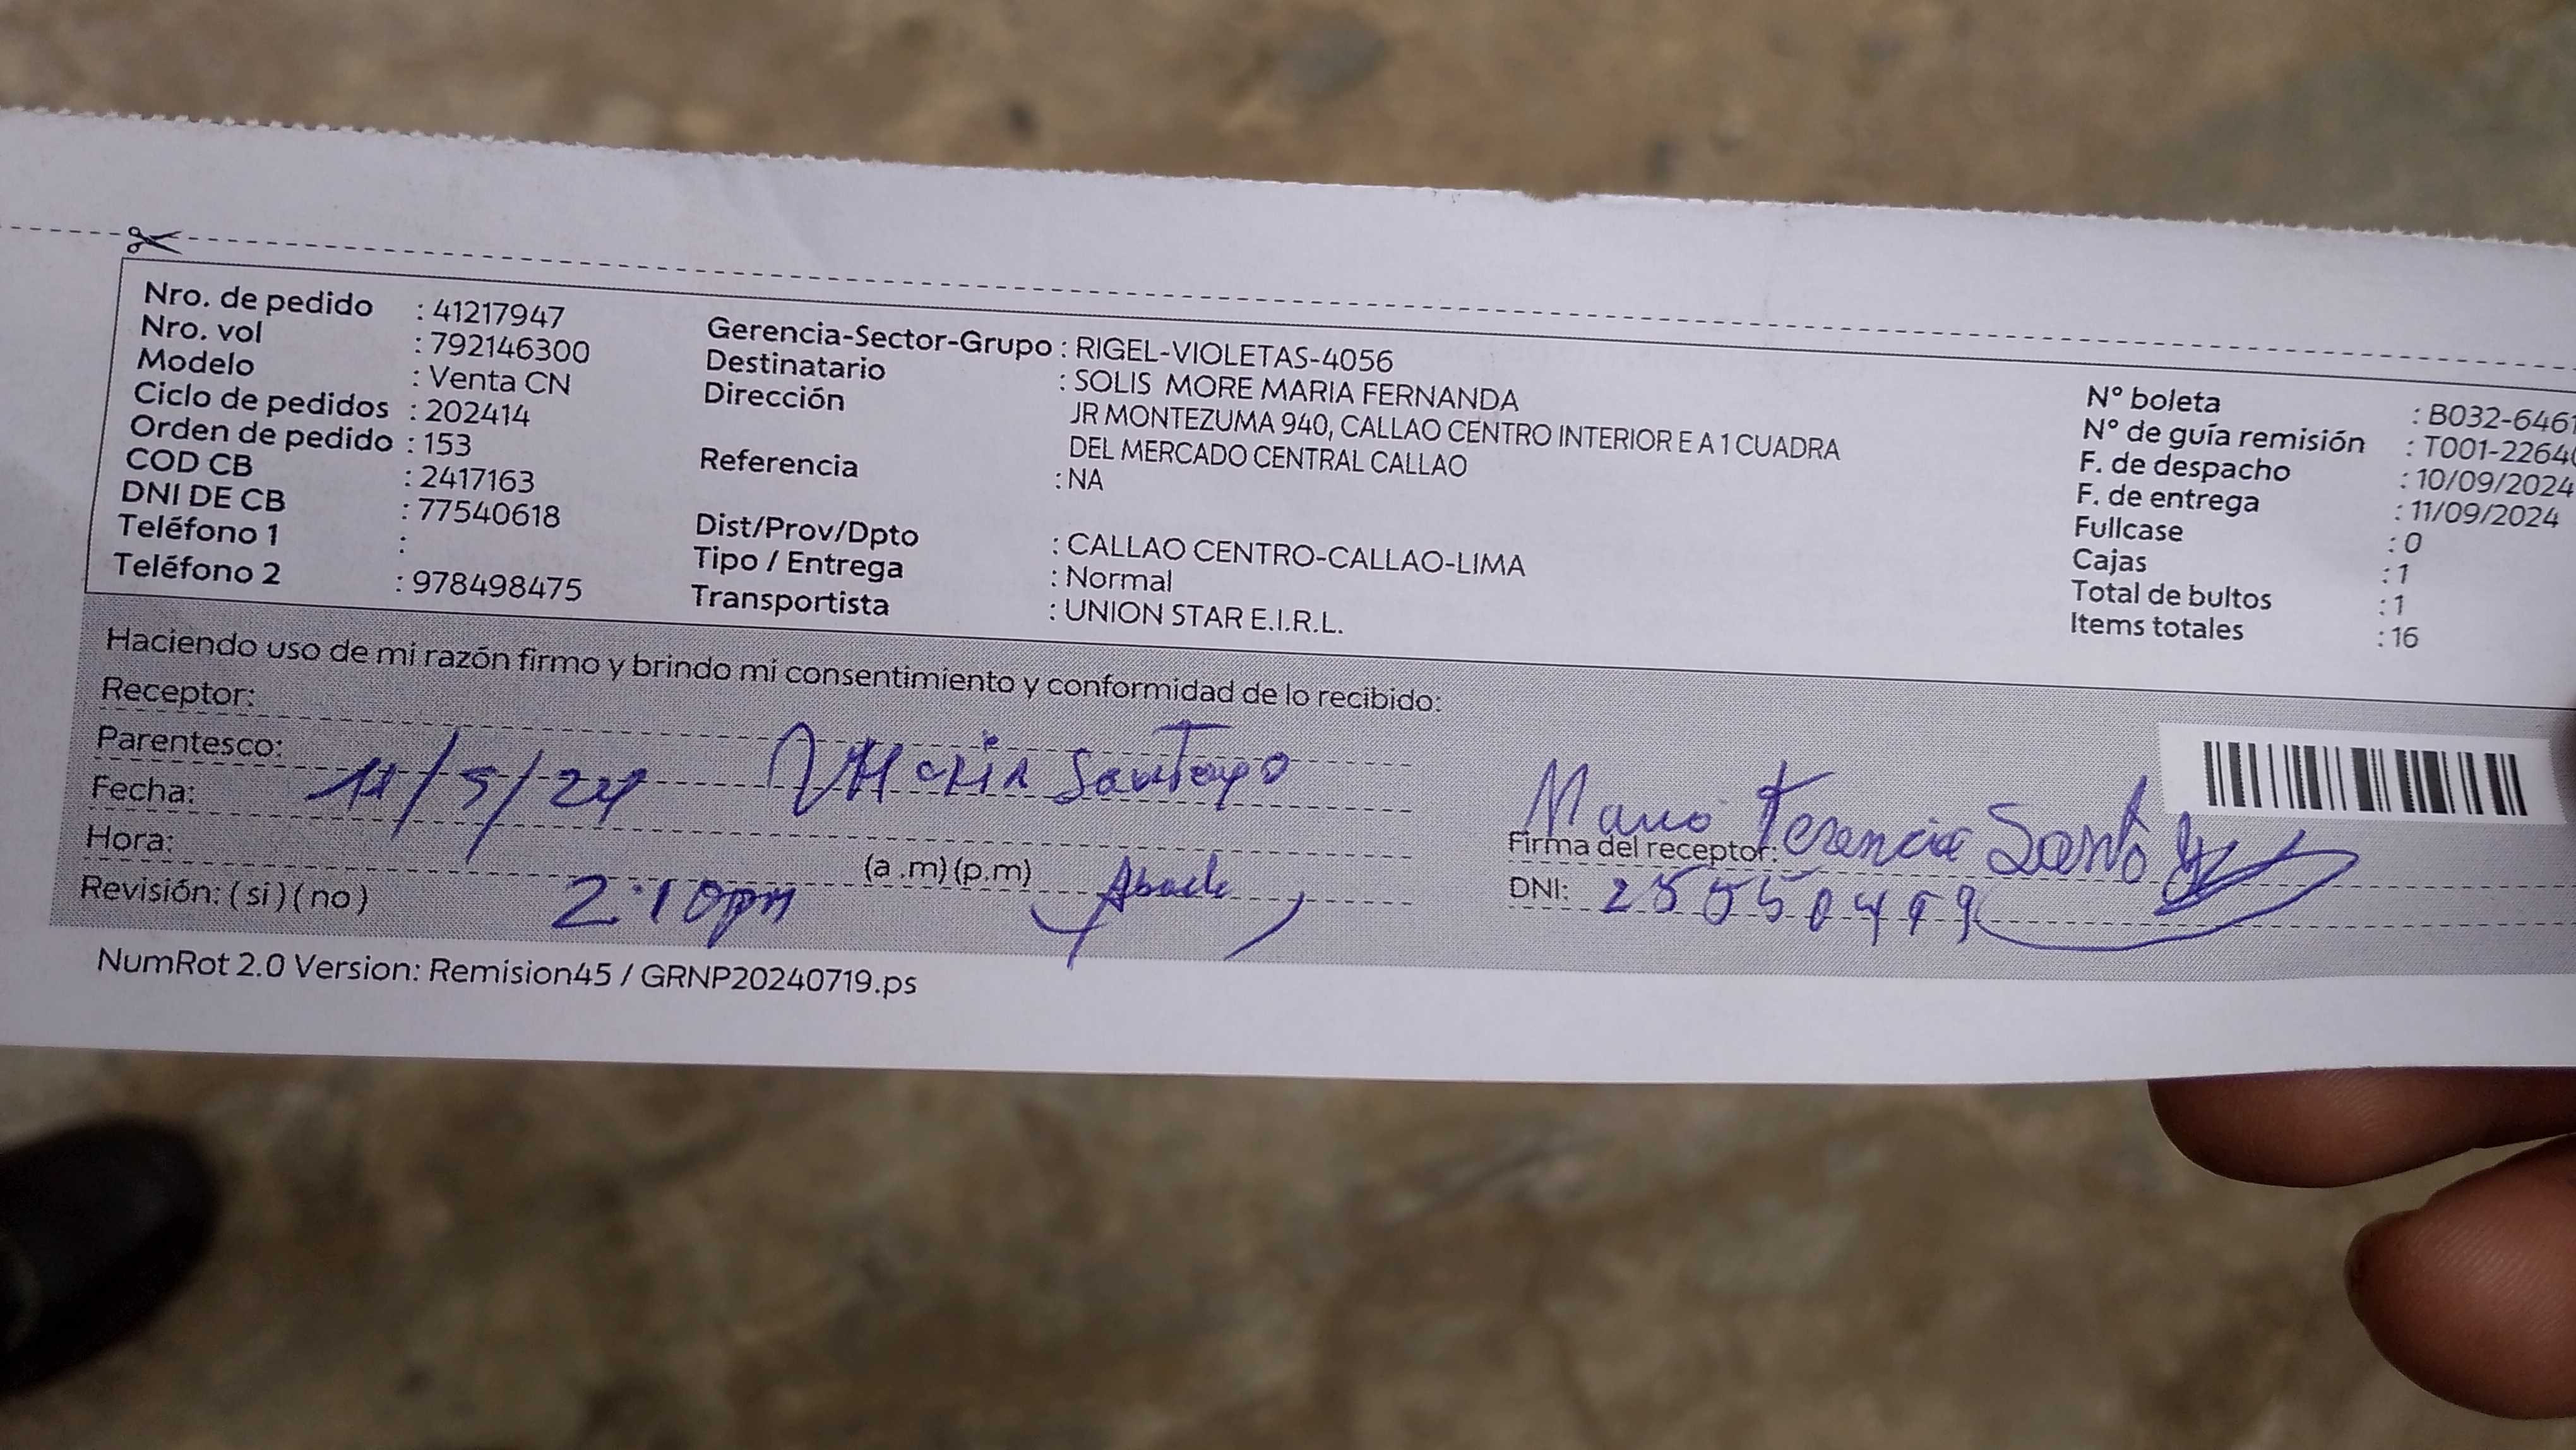 Nro. de pedido : 41217947
Nro. vol : 792146300
Modelo : Venta CN
Ciclo de pedidos : 202414
Orden de pedido : 153
COD CB : 2417163
DNI DE CB : 77540618
Teléfono 1 :
Teléfono 2 : 978498475
Gerencia-Sector-Grupo : RIGEL-VIOLETAS-4056
Destinatario : SOLIS MORE MARIA FERNANDA
Dirección JR MONTEZUMA 940, CALLAO CENTRO INTERIOR E A 1 CUADRA
DEL MERCADO CENTRAL CALLAO
Referencia : NA
Dist/Prov/Dpto : CALLAO CENTRO-CALLAO-LIMA
Tipo / Entrega : Normal
Transportista : UNION STAR E.I.R.L.
N° boleta : B032-6461
N° de guía remisión : T001-2264
F. de despacho : 10/09/2024
F. de entrega : 11/09/2024
Fullcase : 0
Cajas : 1
Total de bultos : 1
Items totales : 16
Haciendo uso de mi razón firmo y brindo mi consentimiento y conformidad de lo recibido:
Receptor:
Parentesco:
Fecha: 11/9/24
Hora: (a.m) (p.m)
Revisión: ( si ) ( no ) 2:10pm
Firma del receptor:
DNI:
NumRot 2.0 Version: Remision45 / GRNP20240719.ps